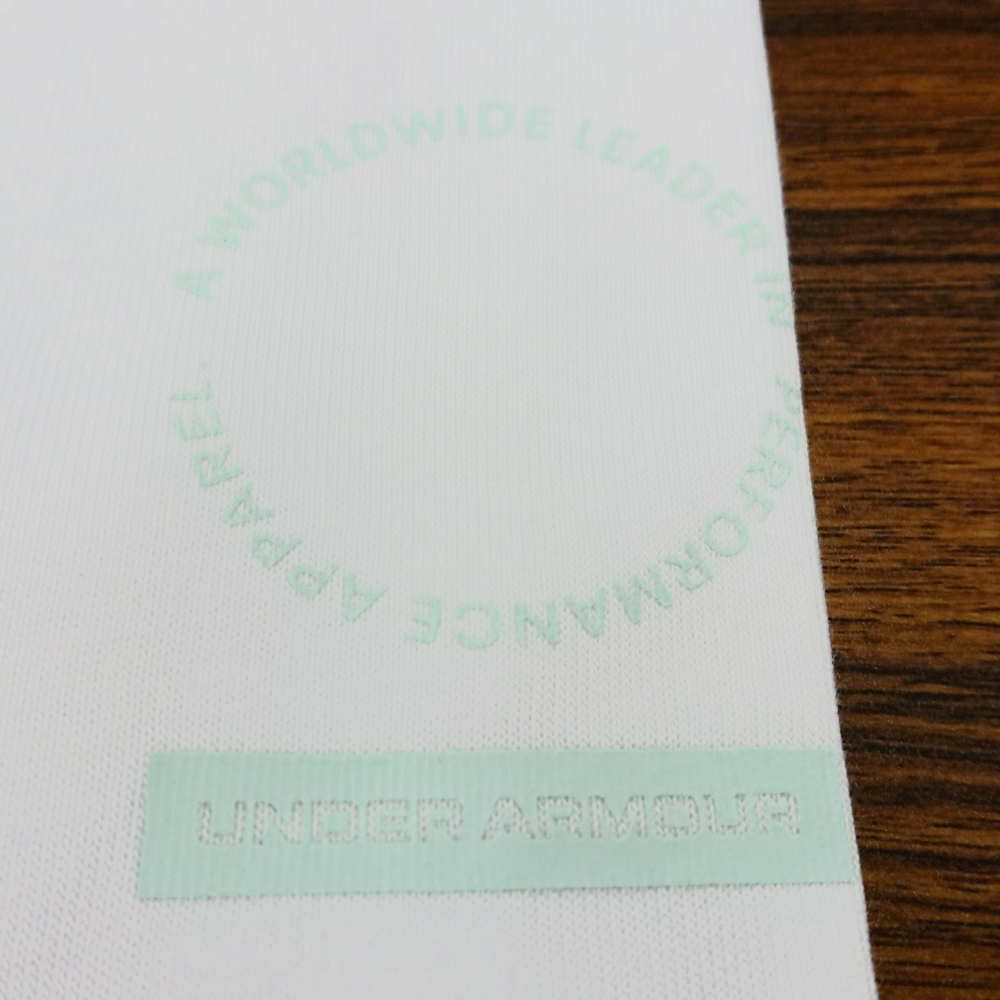 A WORLDWIDE LEADER IN PERFORMANCE APPAREL.
UNDER ARMOUR